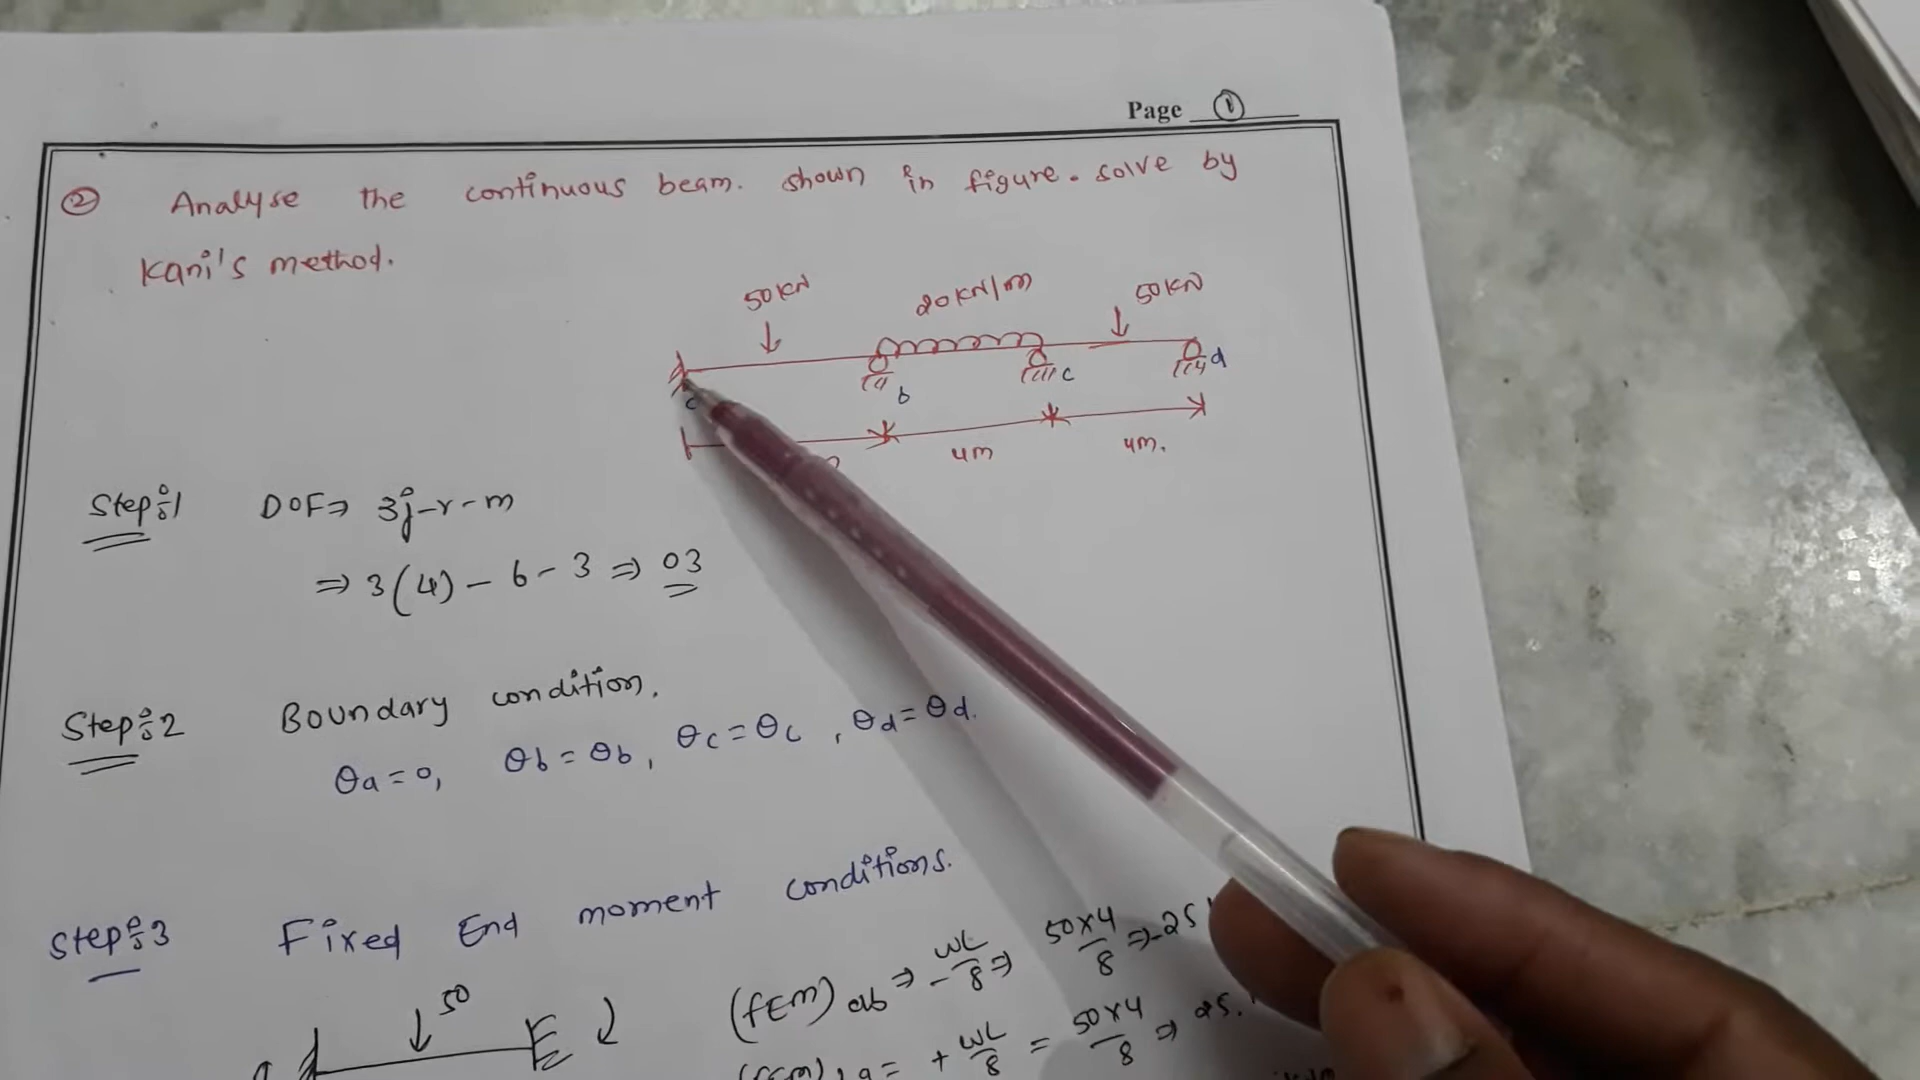 Page 1
② Analyse the continuous beam. shown in figure. solve by
Kani's method.
50KN 20KN/m 50KN
b c d
4m 4m.
Step:1 DOF⇒ 3j-r-m
⇒ 3(4) - 6 - 3 ⇒ 03
Step:2 Boundary condition.
θa = 0, θb = θb, θc = θc, θd = θd.
Step:3 Fixed End moment conditions.
50
(FEM) ab ⇒ - WL/8 ⇒ 50×4/8 ⇒ -25
= + WL/8 = 50×4/8 ⇒ 25.